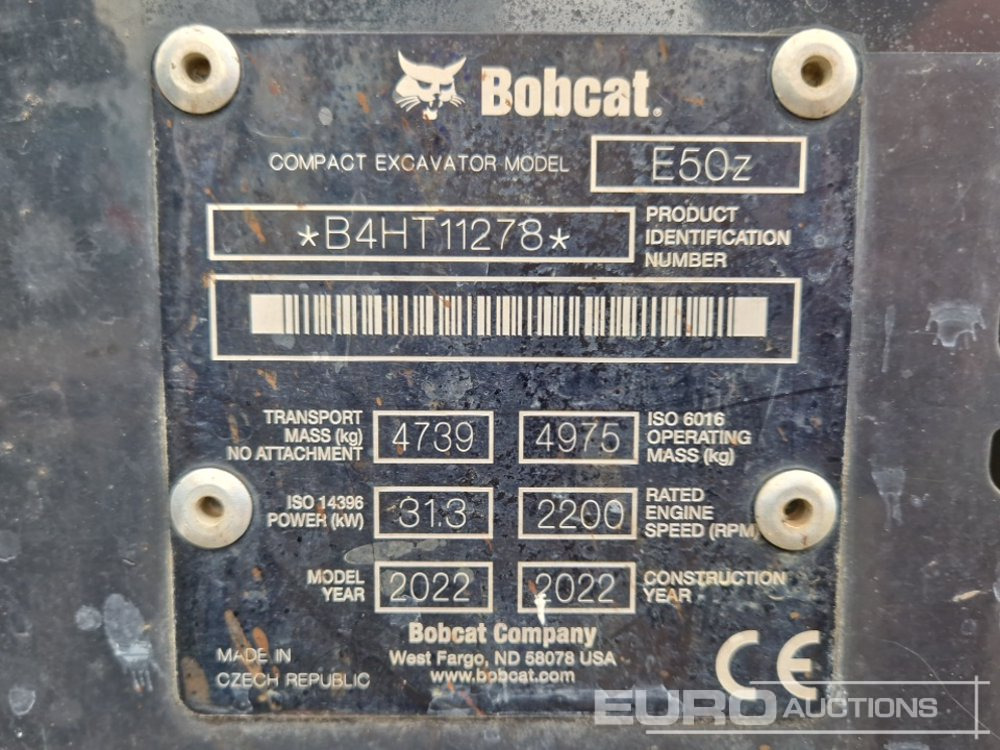 Bobcat.
COMPACT EXCAVATOR MODEL E50z
*B4HT11278*
PRODUCT
IDENTIFICATION
NUMBER
TRANSPORT
MASS (kg)
NO ATTACHMENT
4739
4975
ISO 6016
OPERATING
MASS (kg)
ISO 14396
POWER (kW)
31.3
2200
RATED
ENGINE
SPEED (RPM)
MODEL
YEAR
2022
2022
CONSTRUCTION
YEAR
Bobcat Company
West Fargo, ND 58078 USA
www.bobcat.com
MADE IN
CZECH REPUBLIC
CE
EURO AUCTIONS